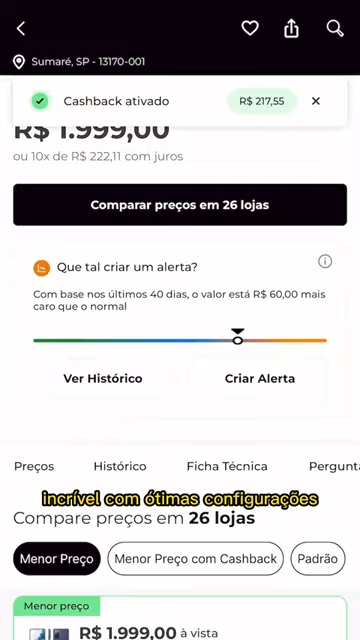 Sumaré, SP - 13170-001
Cashback ativado
R$ 217,55
R$ 1.999,00
ou 10x de R$ 222,11 com juros
Comparar preços em 26 lojas
Que tal criar um alerta?
Com base nos últimos 40 dias, o valor está R$ 60,00 mais
caro que o normal
Ver Histórico
Criar Alerta
Preços
Histórico
Ficha Técnica
Pergunt
incrível com ótimas configurações
Compare preços em 26 lojas
Menor Preço
Menor Preço com Cashback
Padrão
Menor preço
R$ 1.999,00 à vista